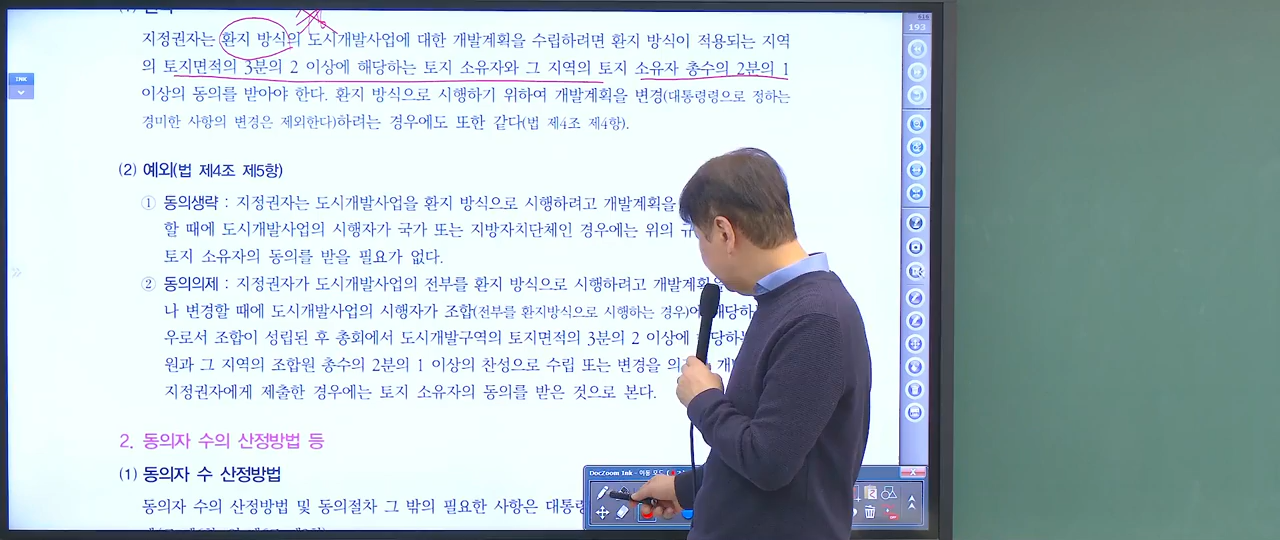 지정권자는 환지 방식의 도시개발사업에 대한 개발계획을 수립하려면 환지 방식이 적용되는 지역
의 토지면적의 3분의 2 이상에 해당하는 토지 소유자와 그 지역의 토지 소유자 총수의 2분의 1
이상의 동의를 받아야 한다. 환지 방식으로 시행하기 위하여 개발계획을 변경(대통령령으로 정하는
경미한 사항의 변경은 제외한다)하려는 경우에도 또한 같다(법 제4조 제4항).
(2) 예외(법 제4조 제5항)
① 동의생략 : 지정권자는 도시개발사업을 환지 방식으로 시행하려고 개발계획을
할 때에 도시개발사업의 시행자가 국가 또는 지방자치단체인 경우에는 위의
토지 소유자의 동의를 받을 필요가 없다.
② 동의의제 : 지정권자가 도시개발사업의 전부를 환지 방식으로 시행하려고 개발계획을
나 변경할 때에 도시개발사업의 시행자가 조합(전부를 환지방식으로 시행하는 경우)에 해당하
우로서 조합이 성립된 후 총회에서 도시개발구역의 토지면적의 3분의 2 이상에 해당하
원과 그 지역의 조합원 총수의 2분의 1 이상의 찬성으로 수립 또는 변경을
지정권자에게 제출한 경우에는 토지 소유자의 동의를 받은 것으로 본다.
2. 동의자 수의 산정방법 등
(1) 동의자 수 산정방법
동의자 수의 산정방법 및 동의절차 그 밖의 필요한 사항은
INK
193
DocZoom Ink - 이동 모드